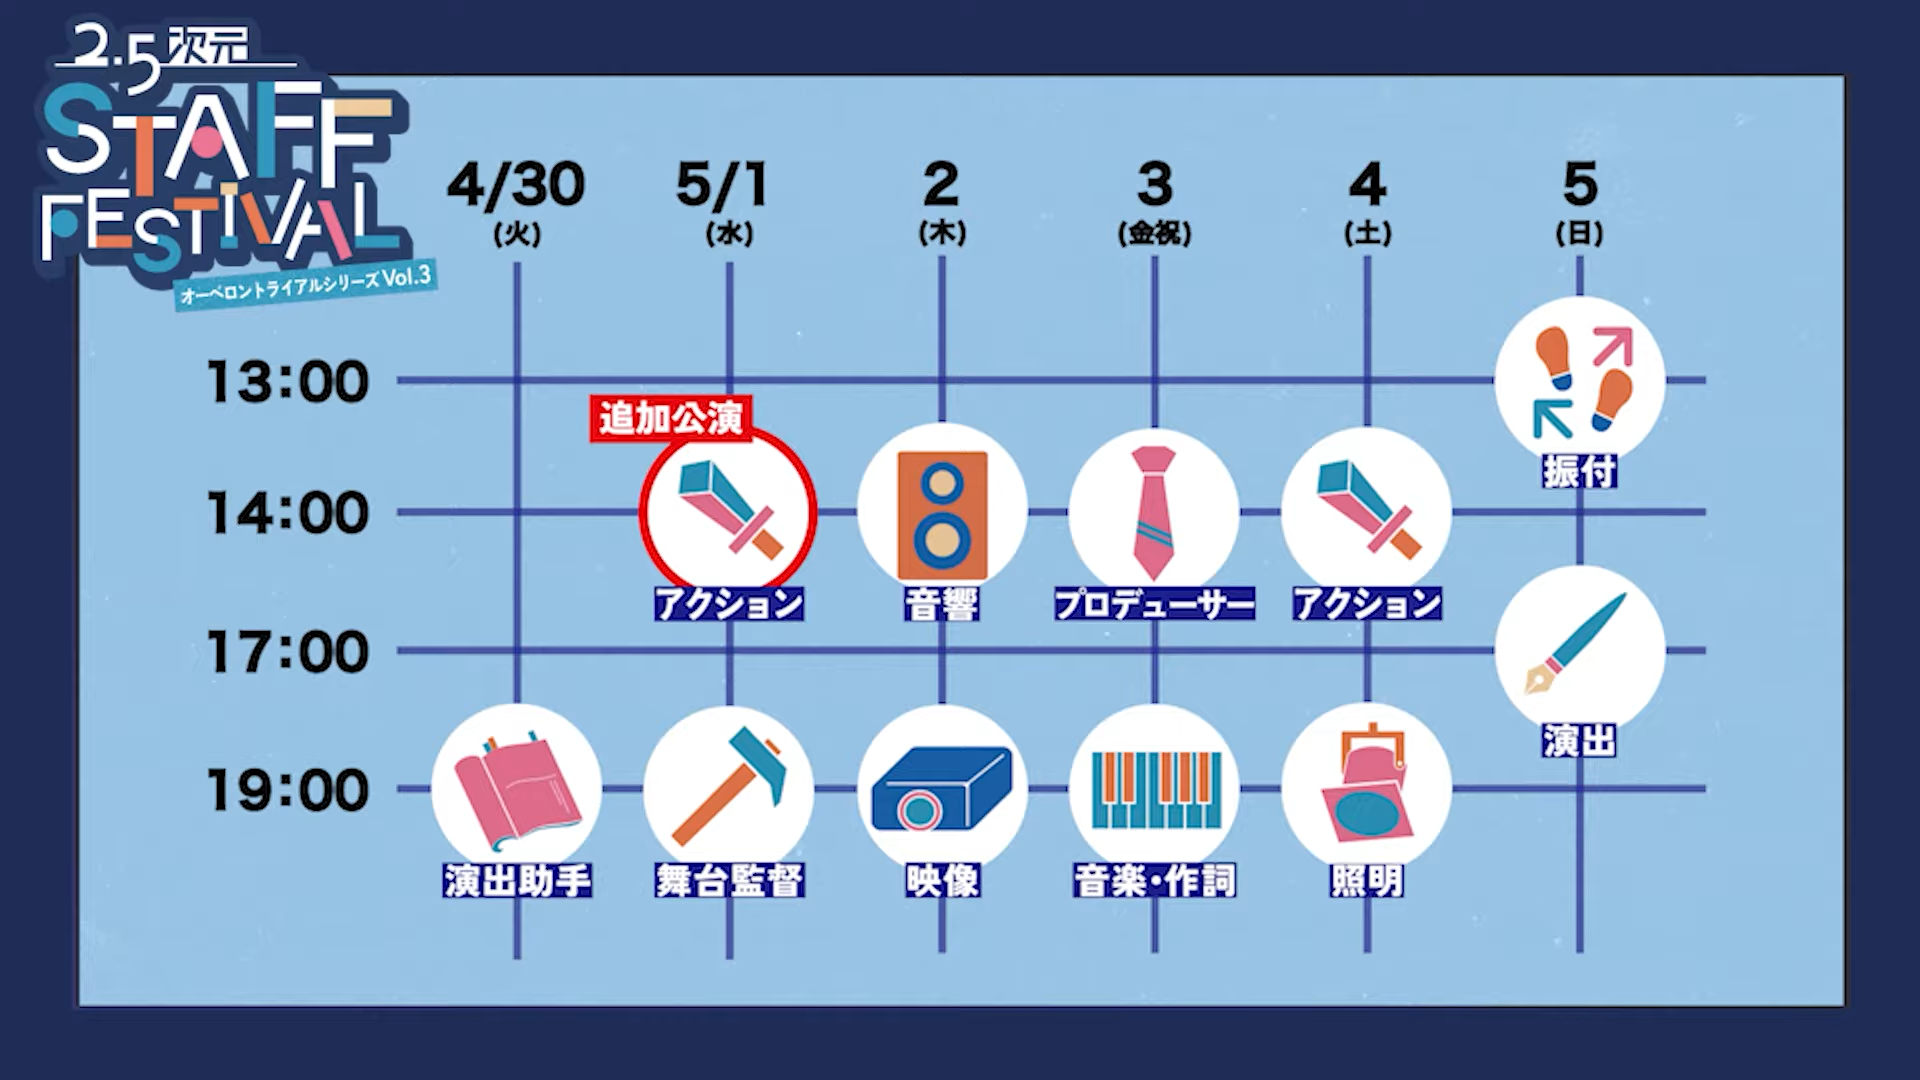 2.5次元
STAFF
FESTIVAL
オーベロントライアルシリーズ Vol.3
4/30 5/1 2 3 4 5
(火) (水) (木) (金祝) (土) (日)
13:00
追加公演
振付
14:00
アクション 音響 プロデューサー アクション
17:00
演出
19:00
演出助手 舞台監督 映像 音楽・作詞 照明